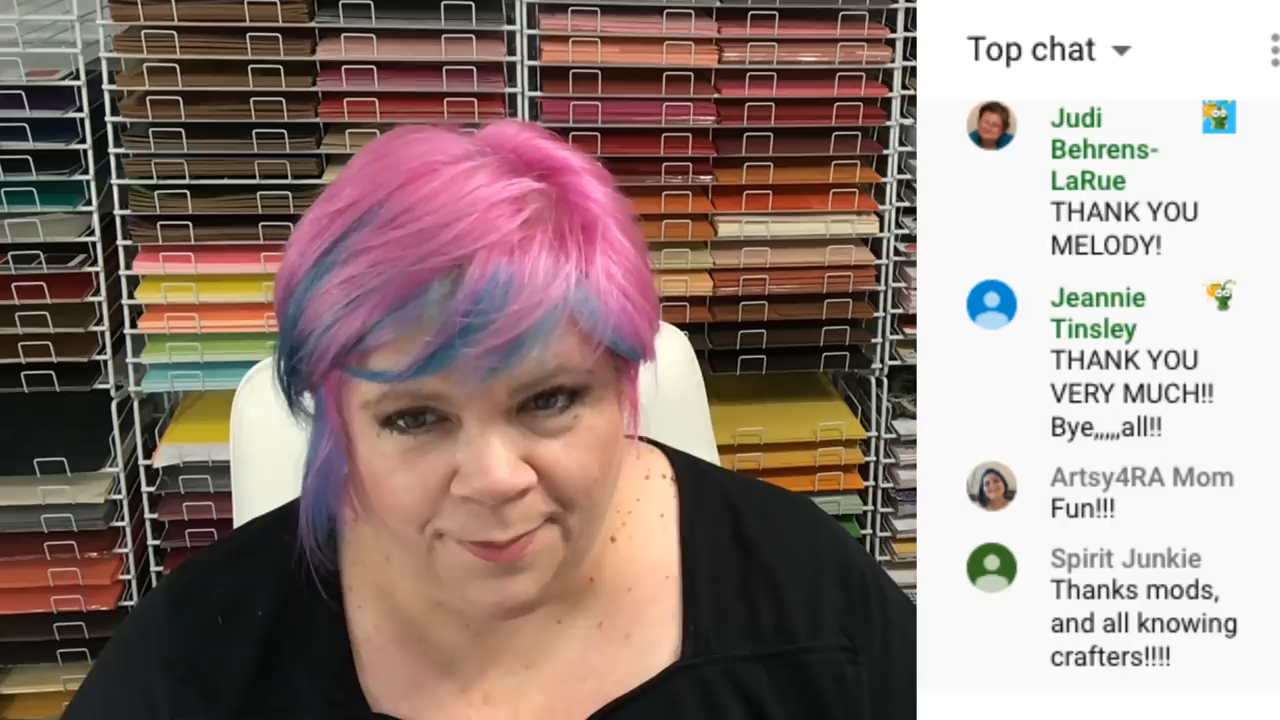 Top chat
Judi
Behrens-
LaRue
THANK YOU
MELODY!
Jeannie
Tinsley
THANK YOU
VERY MUCH!!
Bye,,,,,all!!
Artsy4RA Mom
Fun!!!
Spirit Junkie
Thanks mods,
and all knowing
crafters!!!!